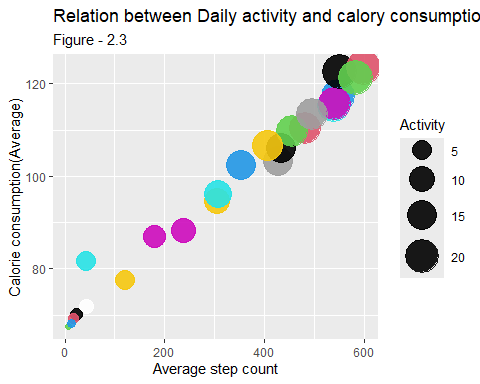 Relation between Daily activity and calory consumptio
Figure - 2.3
Calorie consumption(Average)
120
100
80
0
200
400
600
Average step count
Activity
5
10
15
20